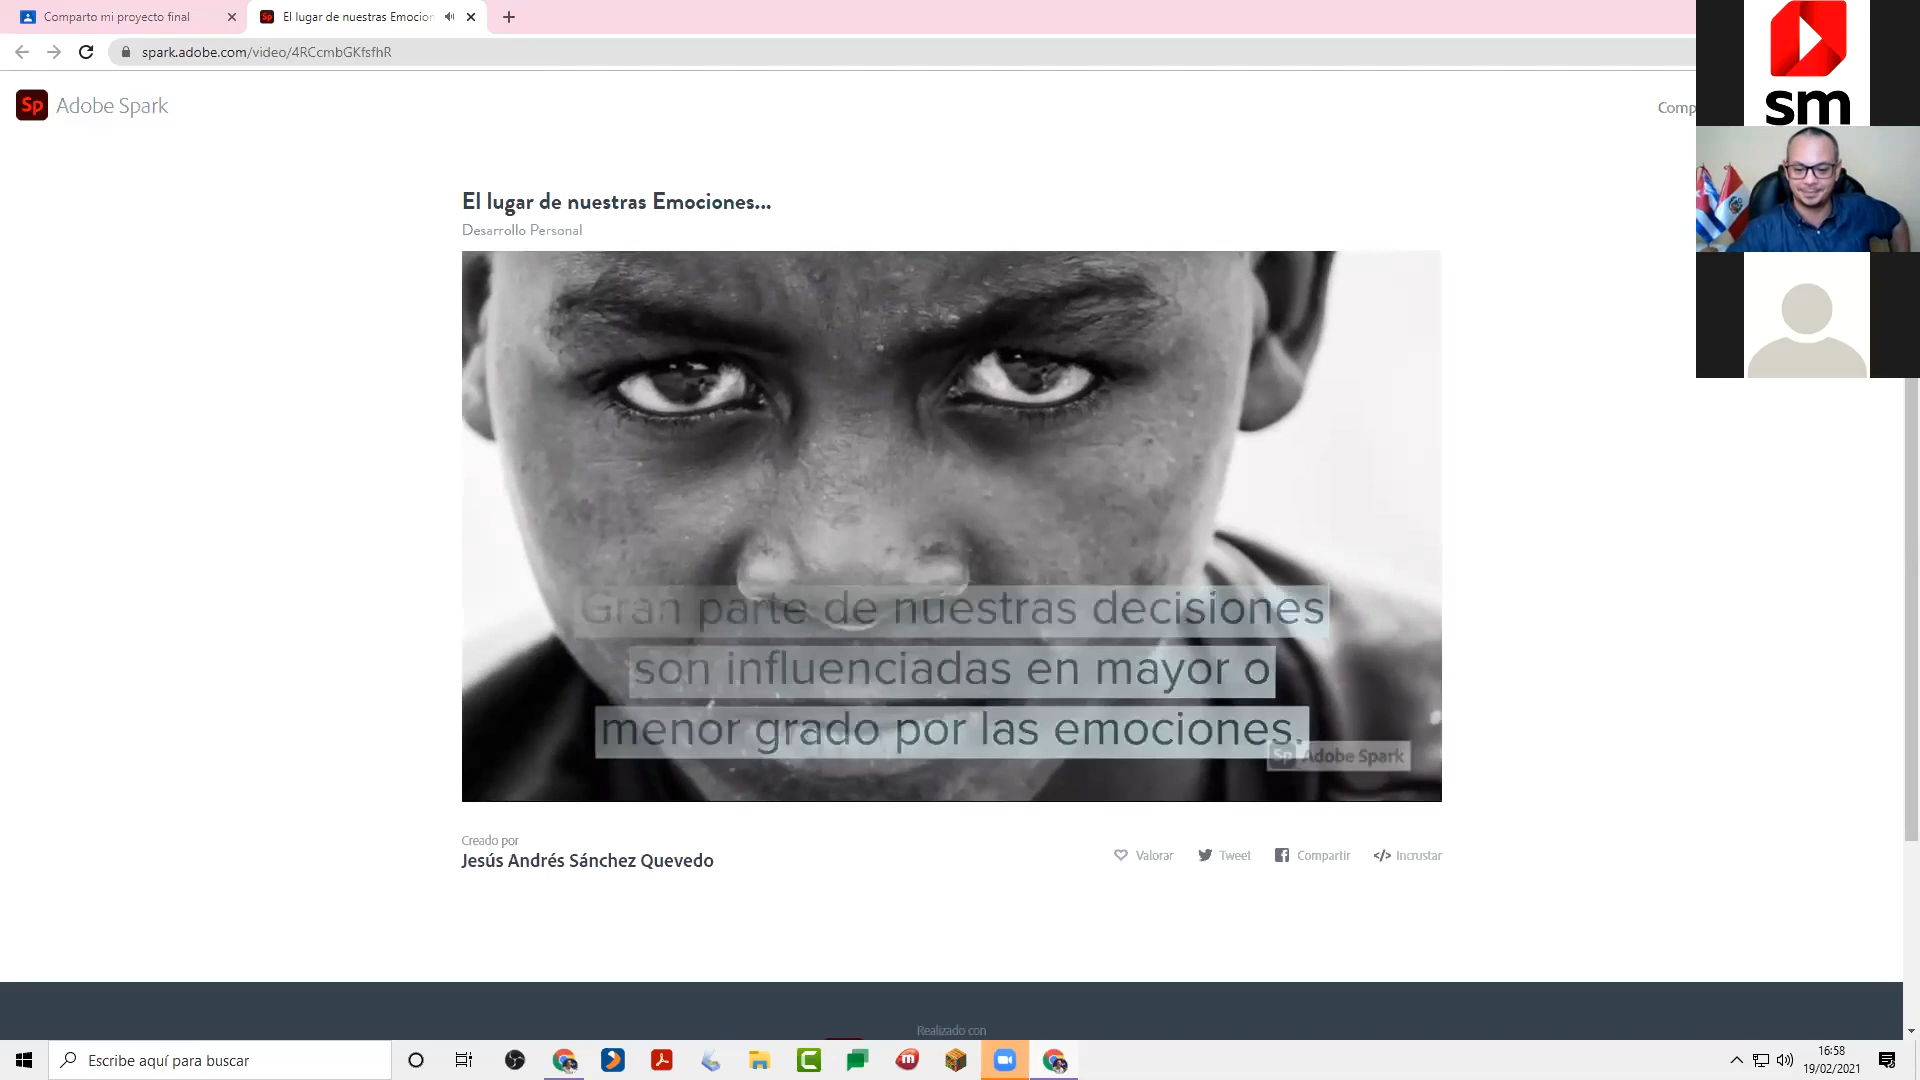 Comparto mi proyecto final
El lugar de nuestras Emocion
spark.adobe.com/video/4RCcmbGKfsfhR
Sp Adobe Spark
Comp
sm
El lugar de nuestras Emociones...
Desarrollo Personal
Gran parte de nuestras decisiones
son influenciadas en mayor o
menor grado por las emociones.
Sp Adobe Spark
Creado por
Jesús Andrés Sánchez Quevedo
Valorar
Tweet
Compartir
Incrustar
Realizado con
Escribe aquí para buscar
16:58
19/02/2021